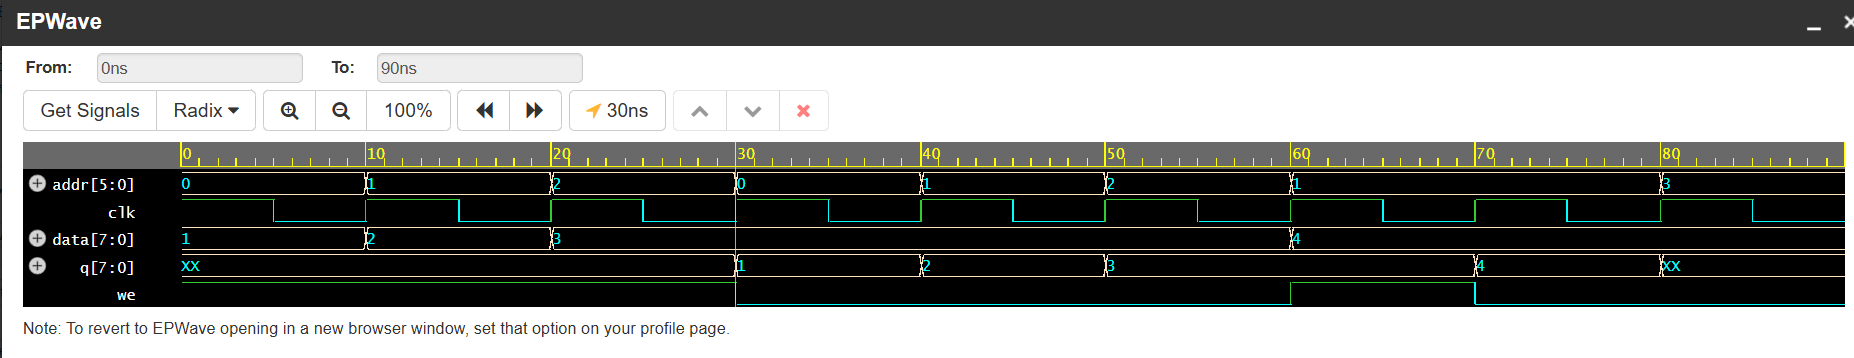 EPWave
From: 0ns To: 90ns
Get Signals Radix 100% 30ns
0 10 20 30 40 50 60 70 80
addr[5:0] 0 1 2 0 1 2 1 3
clk
data[7:0] 1 2 3 4
q[7:0] XX 1 2 3 4 XX
we
Note: To revert to EPWave opening in a new browser window, set that option on your profile page.